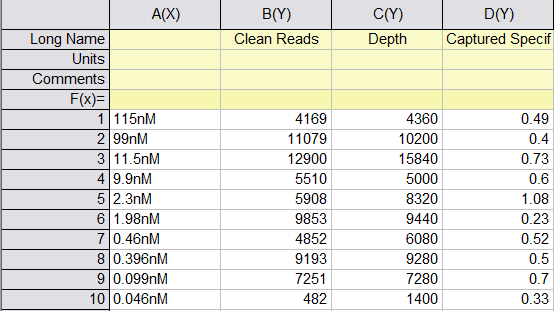 A(X) B(Y) C(Y) D(Y)
Long Name Clean Reads Depth Captured Specif
Units
Comments
F(x)=
1 115nM 4169 4360 0.49
2 99nM 11079 10200 0.4
3 11.5nM 12900 15840 0.73
4 9.9nM 5510 5000 0.6
5 2.3nM 5908 8320 1.08
6 1.98nM 9853 9440 0.23
7 0.46nM 4852 6080 0.52
8 0.396nM 9193 9280 0.5
9 0.099nM 7251 7280 0.7
10 0.046nM 482 1400 0.33